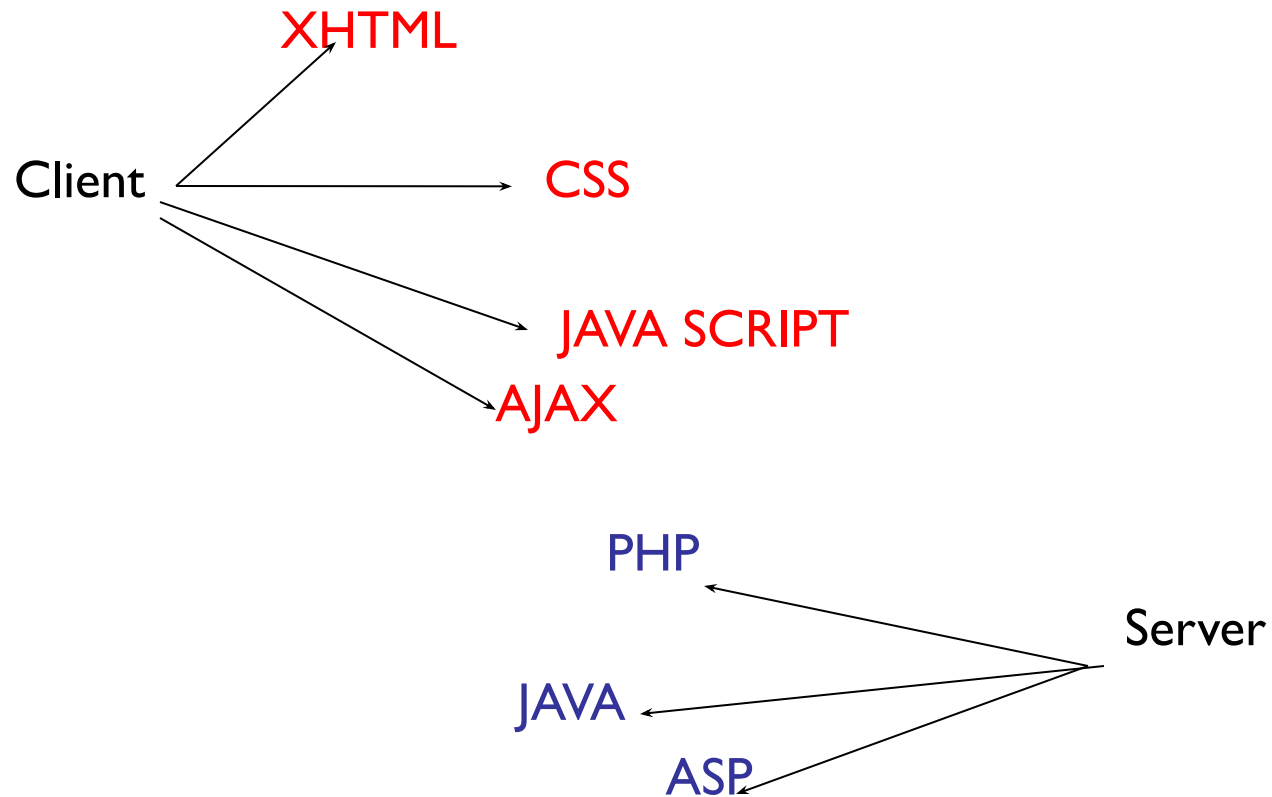 XHTML
Client
CSS
JAVA SCRIPT
AJAX
PHP
Server
JAVA
ASP